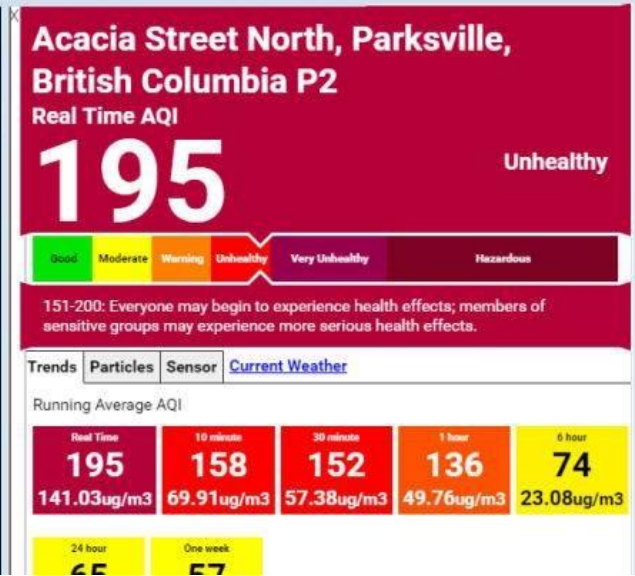 X
Acacia Street North, Parksville,
British Columbia P2
Real Time AQI
195
Unhealthy
Good Moderate Warning Unhealthy Very Unhealthy Hazardous
151-200: Everyone may begin to experience health effects; members of
sensitive groups may experience more serious health effects.
Trends Particles Sensor Current Weather
Running Average AQI
Real Time 10 minute 30 minute 1 hour 6 hour
195 158 152 136 74
141.03ug/m3 69.91ug/m3 57.38ug/m3 49.76ug/m3 23.08ug/m3
24 hour One week
65 57